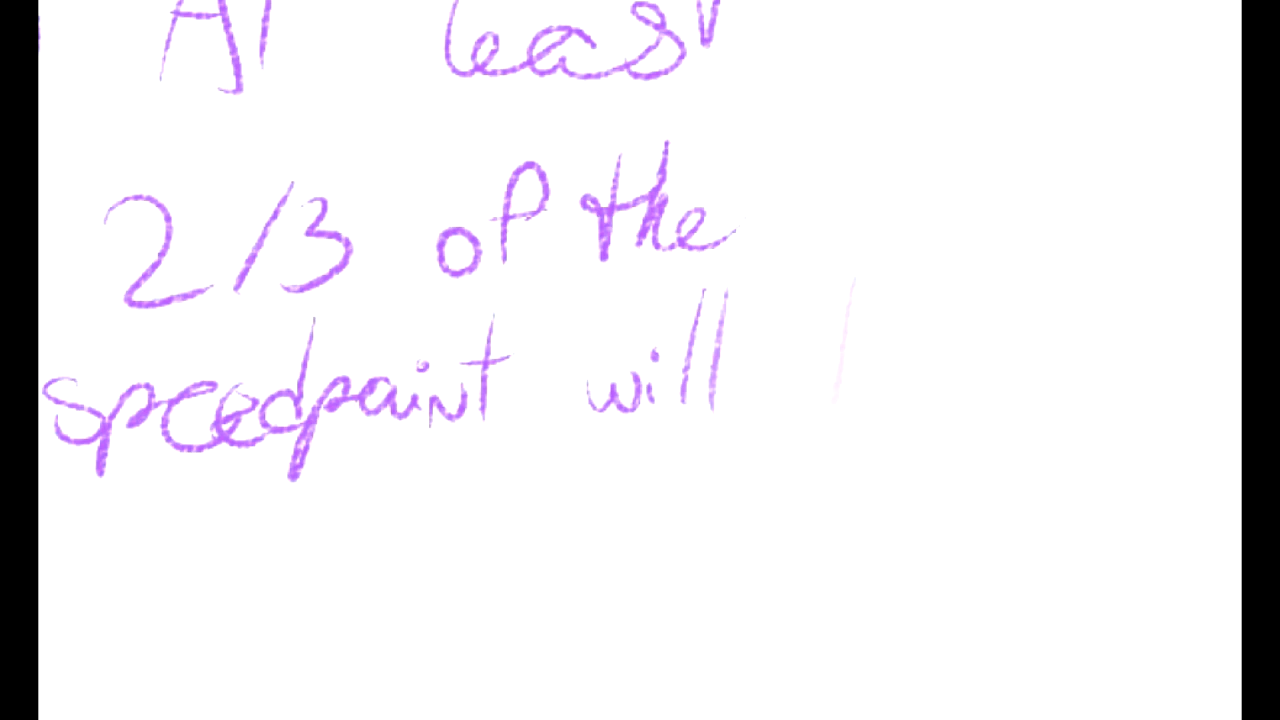 At least
2/3 of the
speedpaint will